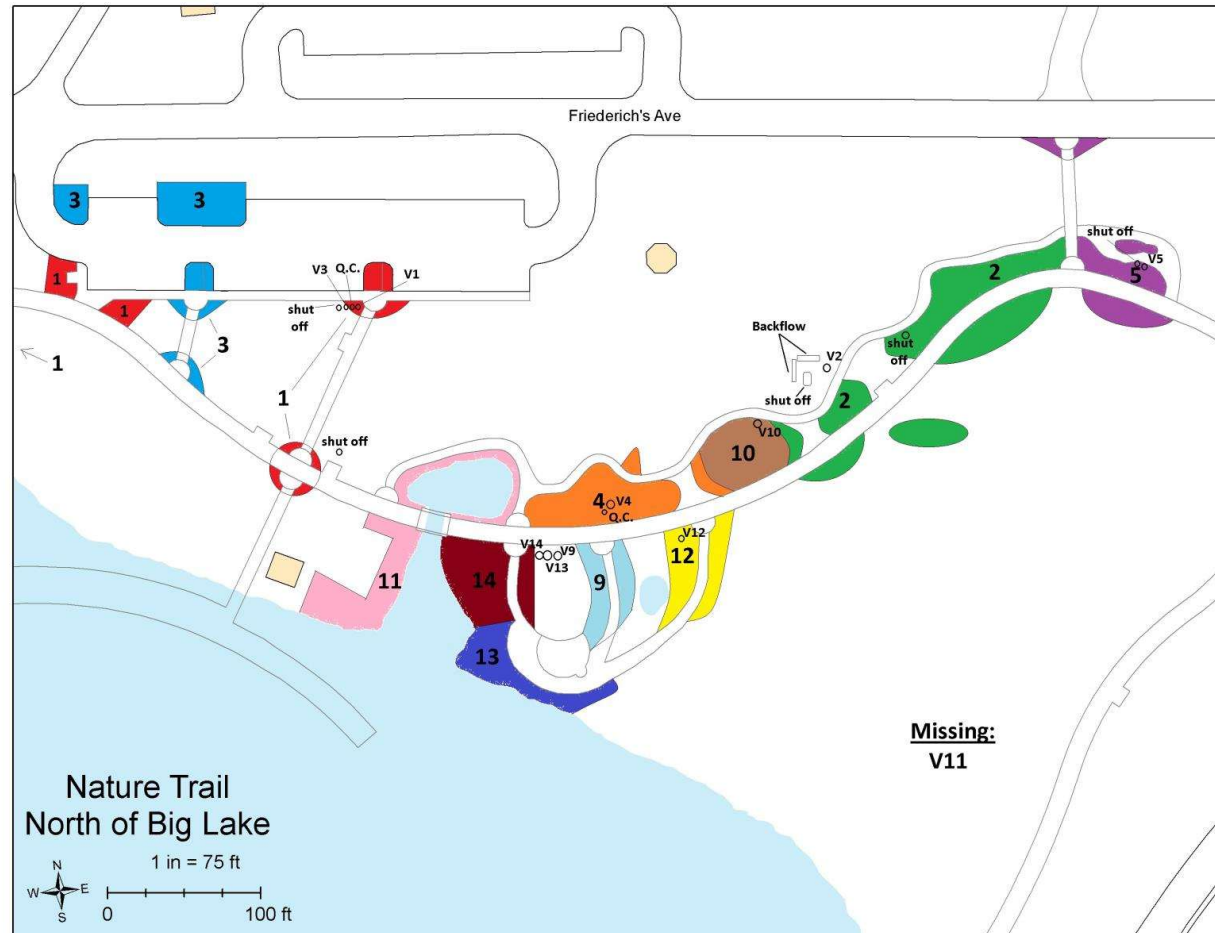 Friederich's Ave
3
3
shut off
V5
5
2
V3
Q.C.
V1
1
1
shut
off
3
1
1
Backflow
V2
shut
off
shut off
2
shut off
V10
10
4
V4
Q.C.
V14
V9
V13
V12
12
11
14
9
13
Missing:
V11
Nature Trail
North of Big Lake
1 in = 75 ft
N
W
E
S
0
100 ft